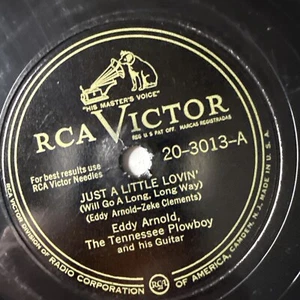 "HIS MASTER'S VOICE"
RCA VICTOR
REG. U.S. PAT. OFF. MARCAS REGISTRADAS
20-3013-A
For best results use
RCA Victor Needles
JUST A LITTLE LOVIN'
(Will Go A Long, Long Way)
(Eddy Arnold-Zeke Clements)
Eddy Arnold,
The Tennessee Plowboy
and his Guitar
RCA VICTOR DIVISION OF RADIO CORPORATION OF AMERICA, CAMDEN, N.J. MADE IN U.S.A.
RCA